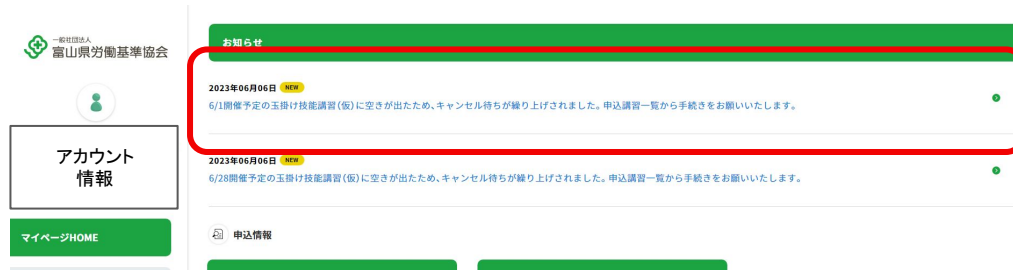 一般社団法人
富山県労働基準協会
アカウント
情報
マイページHOME
お知らせ
2023年06月06日 NEW
6/1開催予定の玉掛け技能講習(仮)に空きが出たため、キャンセル待ちが繰り上げされました。申込講習一覧から手続きをお願いいたします。
2023年06月06日 NEW
6/28開催予定の玉掛け技能講習(仮)に空きが出たため、キャンセル待ちが繰り上げされました。申込講習一覧から手続きをお願いいたします。
申込情報